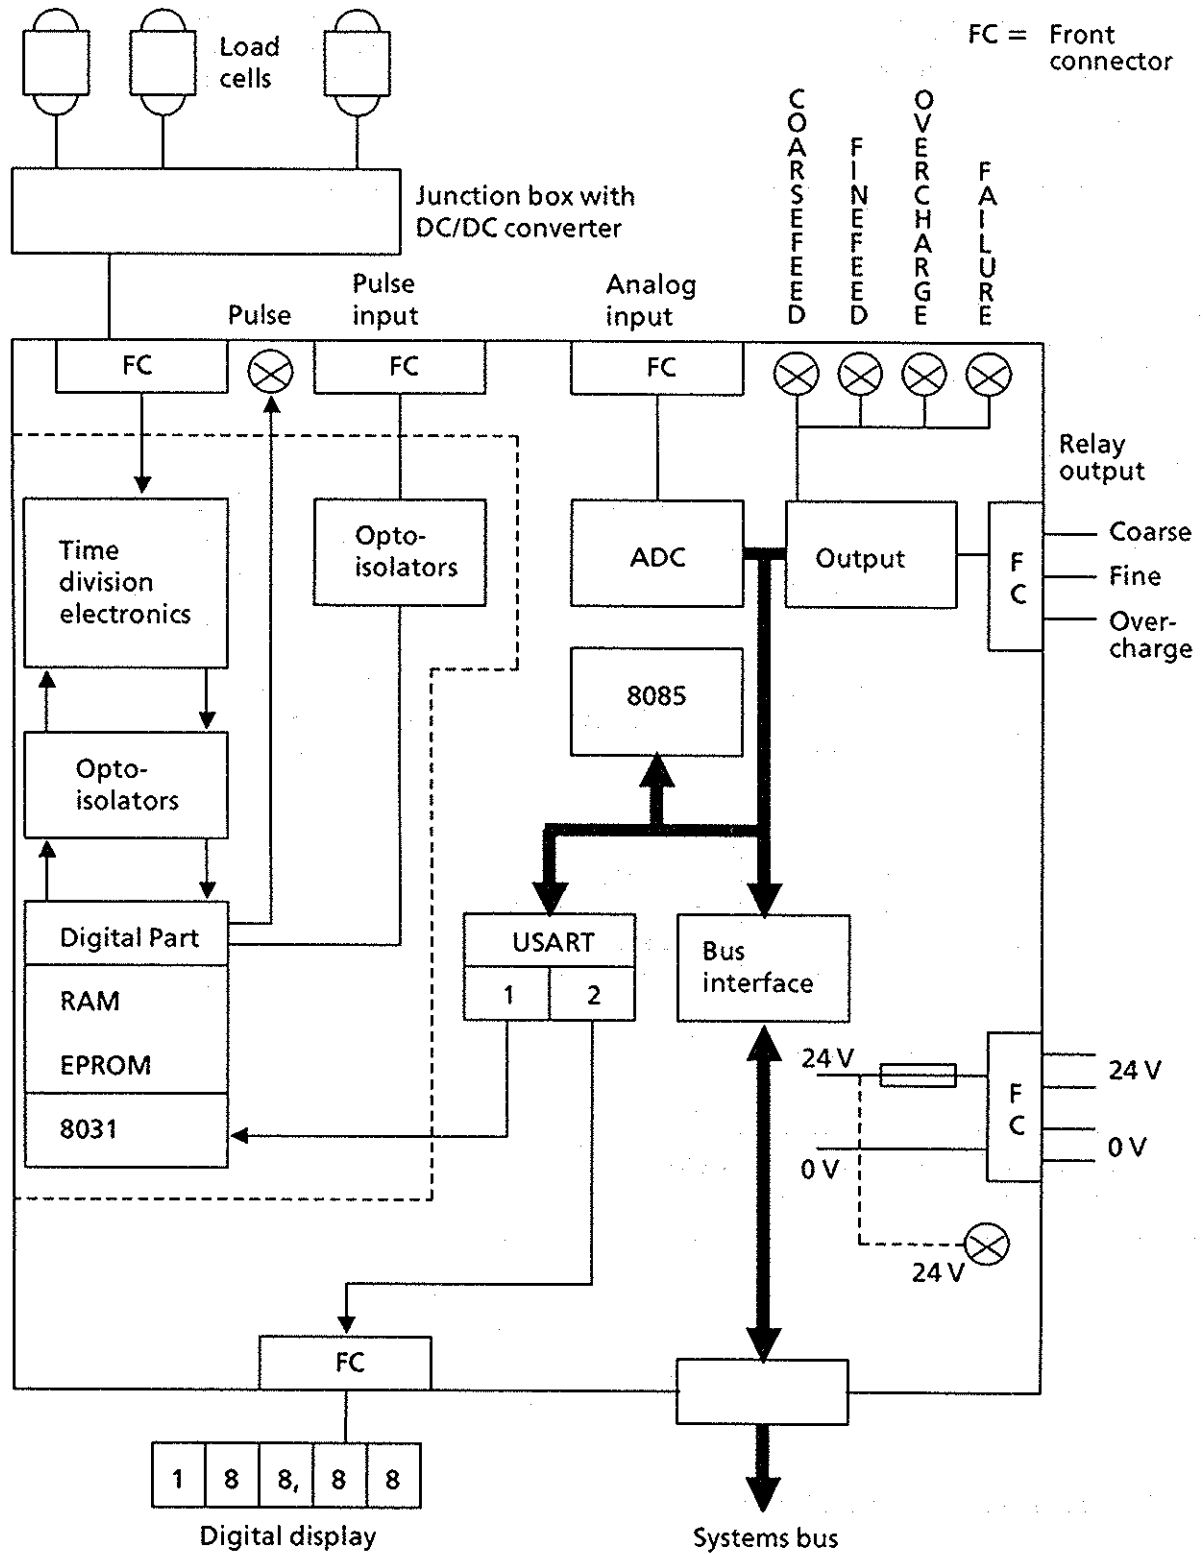 Load
cells
FC = Front
connector
COARSEFEED
FINEFEED
OVERCHARGE
FAILURE
Junction box with
DC/DC converter
Pulse
Pulse
input
Analog
input
FC
FC
FC
Relay
output
Time
division
electronics
Opto-
isolators
ADC
Output
FC
Coarse
Fine
Over-
charge
8085
Opto-
isolators
Digital Part
RAM
EPROM
8031
USART
1 2
Bus
interface
24 V
0 V
FC
24 V
0 V
24 V
FC
1 8 8, 8 8
Digital display
Systems bus